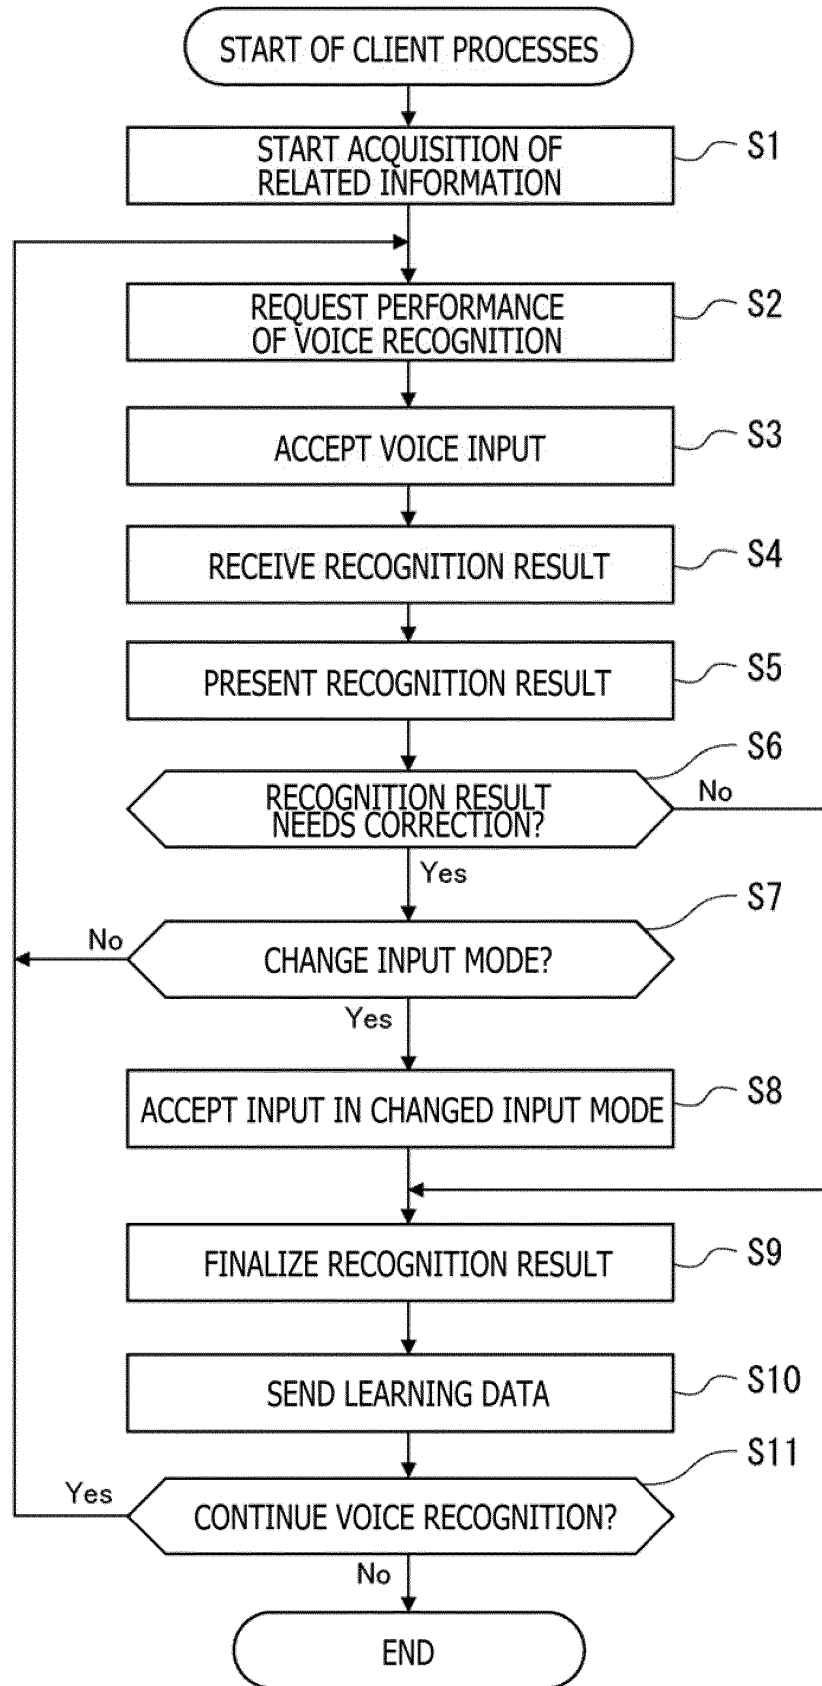 START OF CLIENT PROCESSES
START ACQUISITION OF
RELATED INFORMATION
S1
REQUEST PERFORMANCE
OF VOICE RECOGNITION
S2
ACCEPT VOICE INPUT
S3
RECEIVE RECOGNITION RESULT
S4
PRESENT RECOGNITION RESULT
S5
RECOGNITION RESULT
NEEDS CORRECTION?
S6
No
Yes
CHANGE INPUT MODE?
S7
No
Yes
ACCEPT INPUT IN CHANGED INPUT MODE
S8
FINALIZE RECOGNITION RESULT
S9
SEND LEARNING DATA
S10
CONTINUE VOICE RECOGNITION?
S11
Yes
No
END